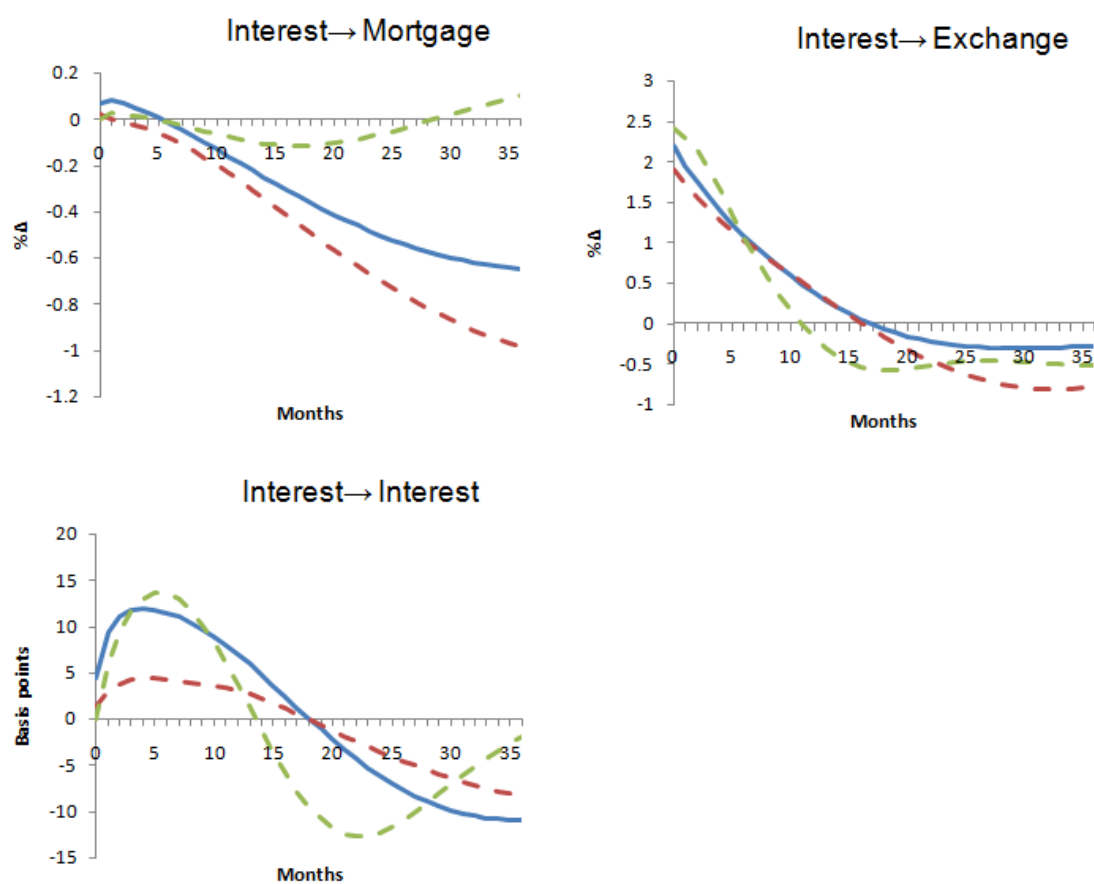 Interest→Mortgage
0.2
0
-0.2
-0.4
-0.6
-0.8
-1
-1.2
%Δ
0 5 10 15 20 25 30 35
Months
Interest→Exchange
3
2.5
2
1.5
1
0.5
0
-0.5
-1
%Δ
0 5 10 15 20 25 30 35
Months
Interest→Interest
20
15
10
5
0
-5
-10
-15
Basis points
0 5 10 15 20 25 30 35
Months